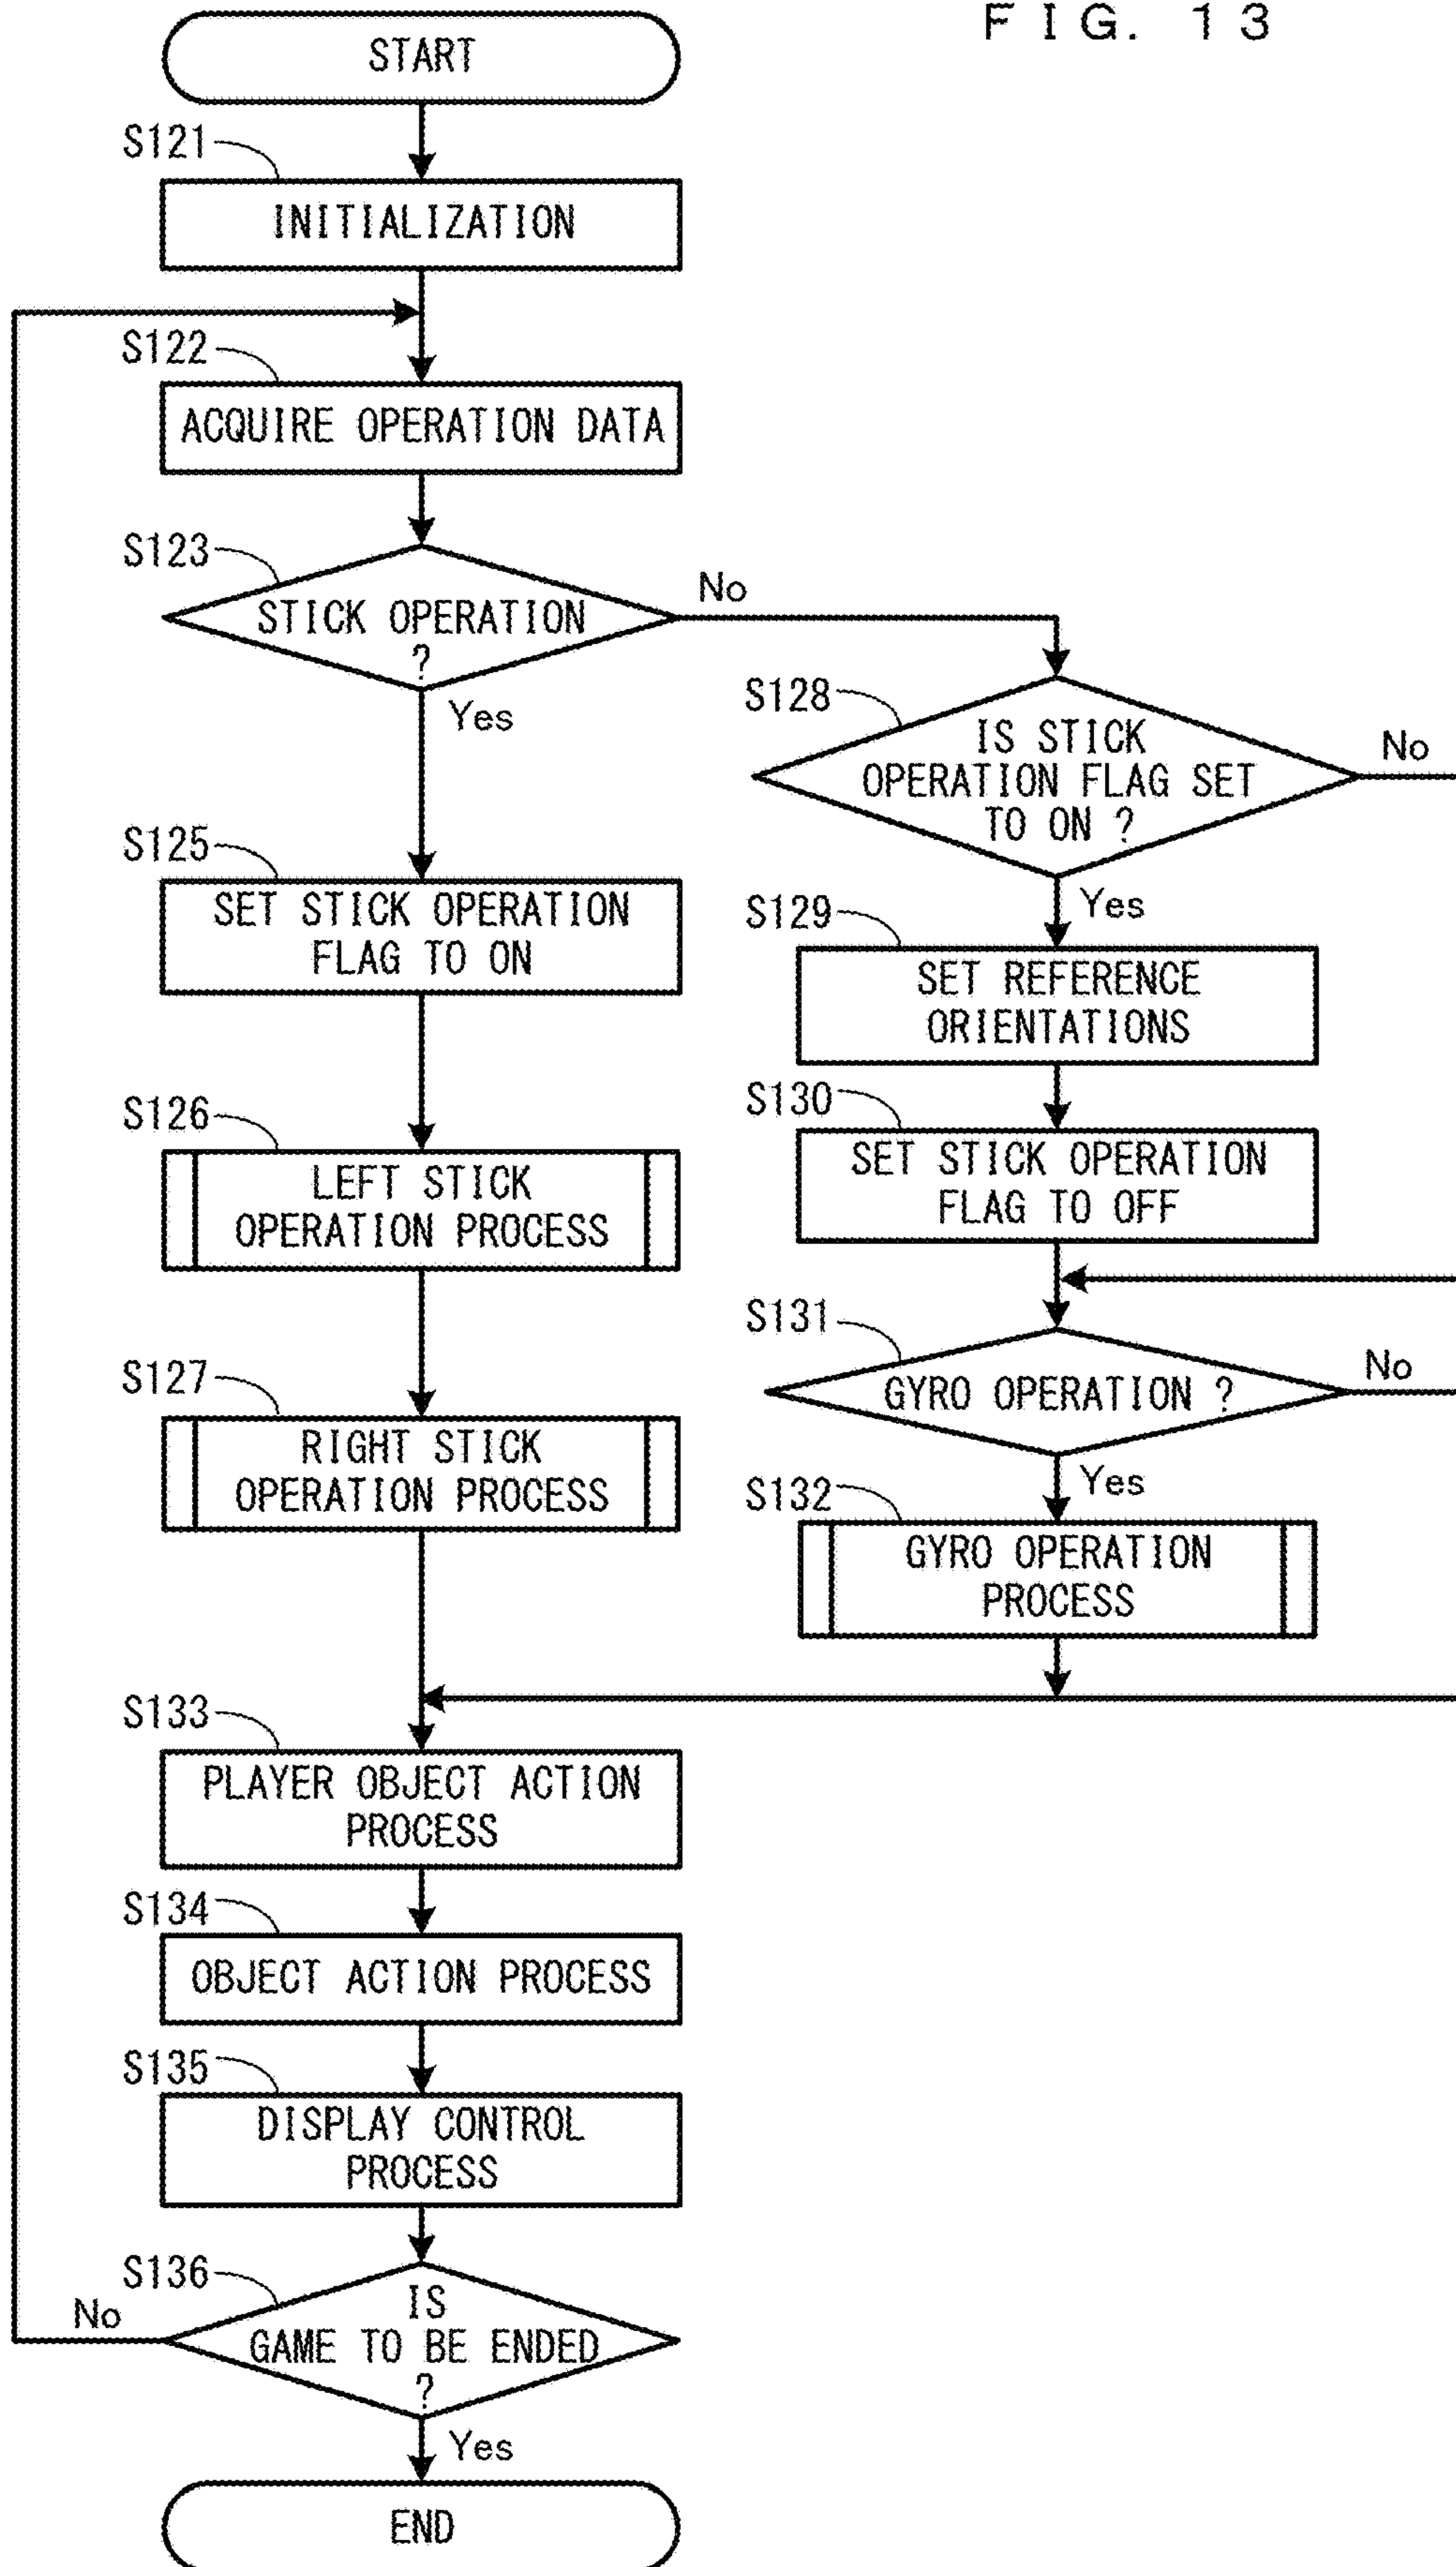 FIG. 13
START
S121
INITIALIZATION
S122
ACQUIRE OPERATION DATA
S123
STICK OPERATION
?
No
Yes
S128
IS STICK
OPERATION FLAG SET
TO ON ?
No
Yes
S125
SET STICK OPERATION
FLAG TO ON
S129
SET REFERENCE
ORIENTATIONS
S130
SET STICK OPERATION
FLAG TO OFF
S126
LEFT STICK
OPERATION PROCESS
S131
GYRO OPERATION ?
No
Yes
S127
RIGHT STICK
OPERATION PROCESS
S132
GYRO OPERATION
PROCESS
S133
PLAYER OBJECT ACTION
PROCESS
S134
OBJECT ACTION PROCESS
S135
DISPLAY CONTROL
PROCESS
S136
IS
GAME TO BE ENDED
?
No
Yes
END